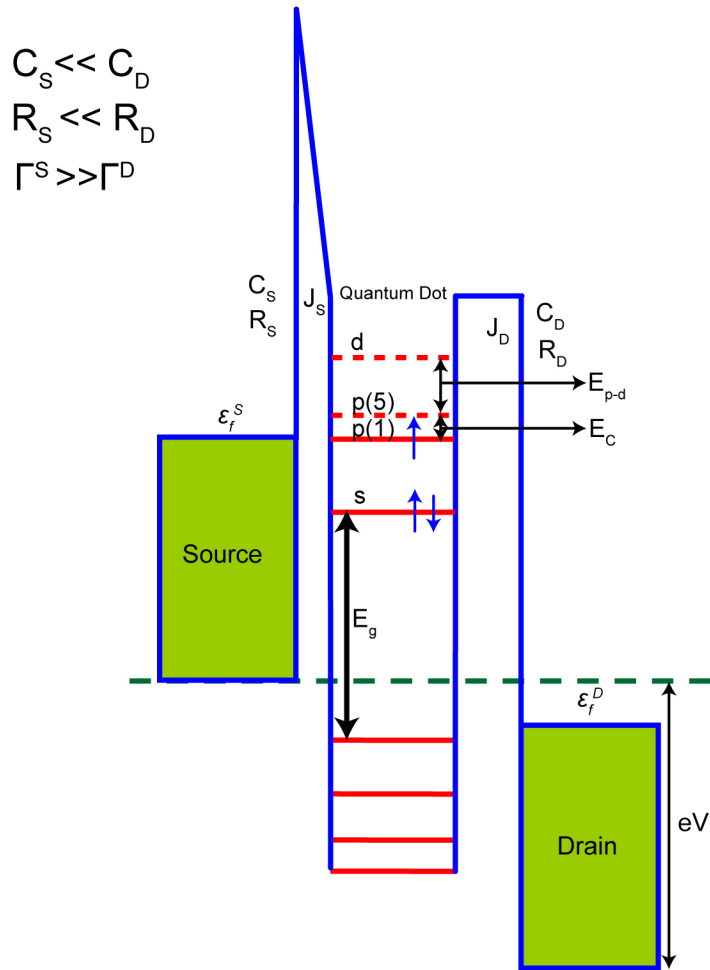 C_S << C_D
R_S << R_D
Γ^S >> Γ^D
C_S
R_S
J_S
Quantum Dot
J_D
C_D
R_D
d
E_p-d
p(5)
p(1)
E_C
ε_f^S
s
Source
E_g
ε_f^D
eV
Drain